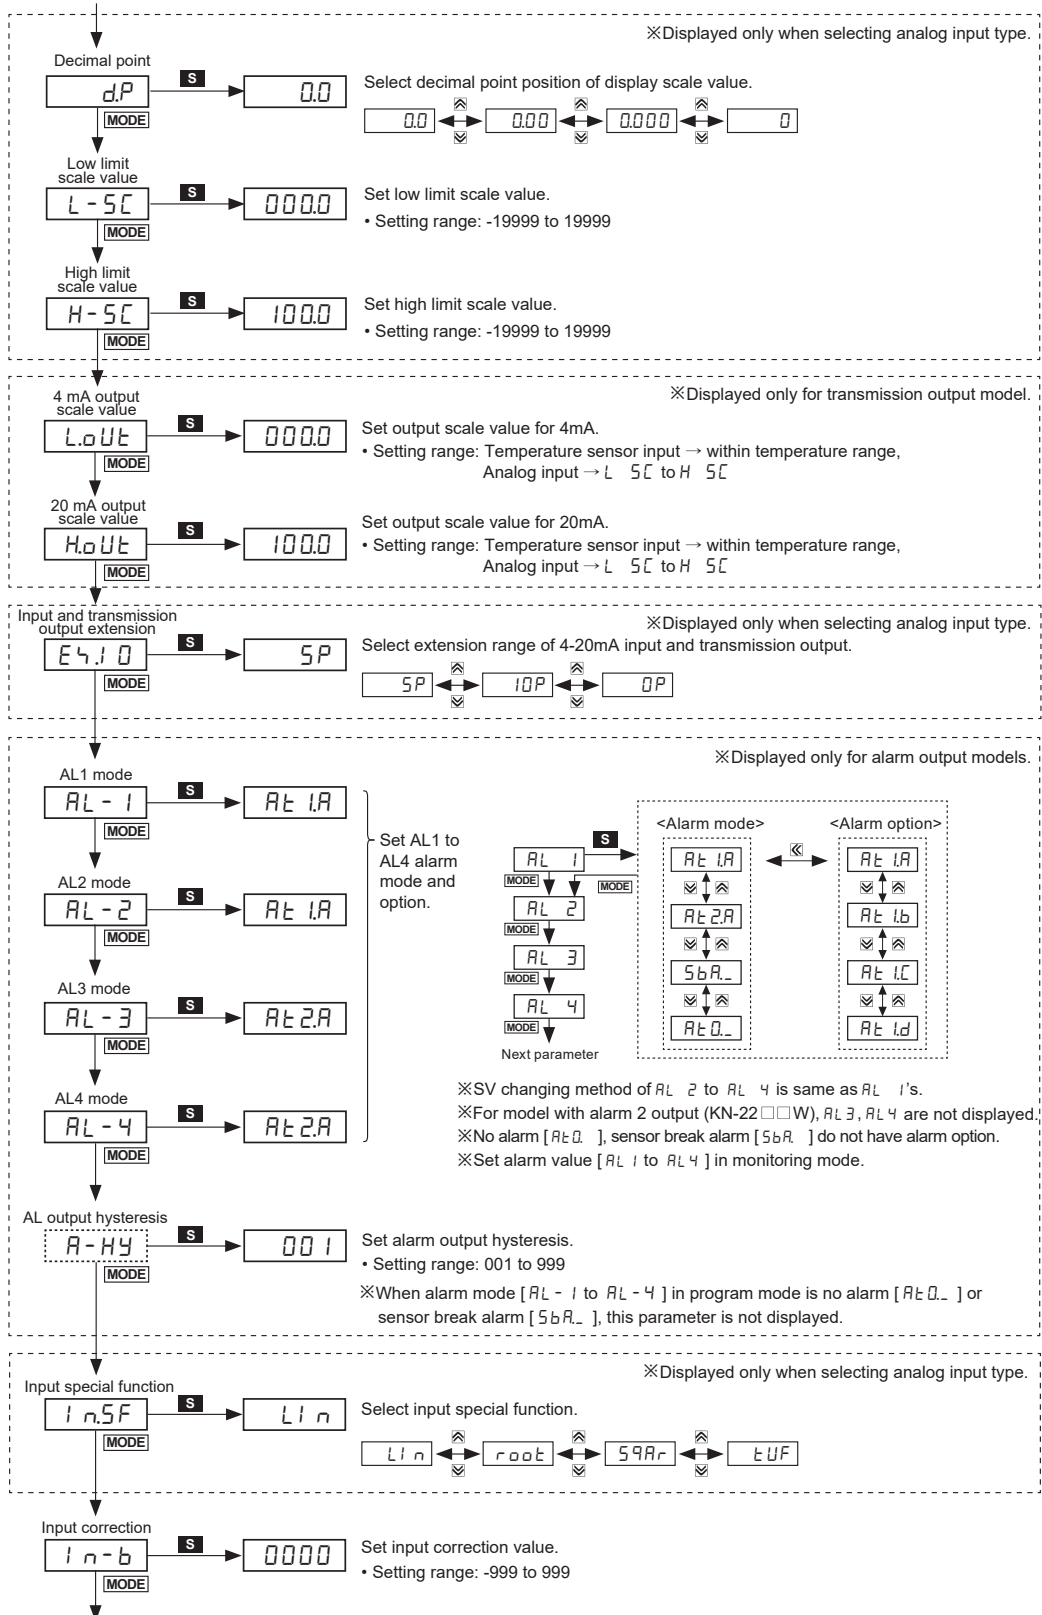 ※Displayed only when selecting analog input type.
Decimal point
d.P S 0.0
MODE
Select decimal point position of display scale value.
0.0 0.00 0.000 0
Low limit
scale value
L-SC S 000.0
MODE
Set low limit scale value.
• Setting range: -19999 to 19999
High limit
scale value
H-SC S 100.0
MODE
Set high limit scale value.
• Setting range: -19999 to 19999
※Displayed only for transmission output model.
4 mA output
scale value
L.oUt S 000.0
MODE
Set output scale value for 4mA.
• Setting range: Temperature sensor input → within temperature range,
Analog input → L SC to H SC
20 mA output
scale value
H.oUt S 100.0
MODE
Set output scale value for 20mA.
• Setting range: Temperature sensor input → within temperature range,
Analog input → L SC to H SC
※Displayed only when selecting analog input type.
Input and transmission
output extension
E4.I0 S 5P
MODE
Select extension range of 4-20mA input and transmission output.
5P 10P 0P
※Displayed only for alarm output models.
AL1 mode
AL-1 S At1.A
MODE
AL2 mode
AL-2 S At1.A
MODE
AL3 mode
AL-3 S At2.A
MODE
AL4 mode
AL-4 S At2.A
MODE
Set AL1 to
AL4 alarm
mode and
option.
AL 1 S
MODE MODE
AL 2
MODE
AL 3
MODE
AL 4
MODE
Next parameter
<Alarm mode> <Alarm option>
At1.A At1.A
At2.A At1.b
SbA._ At1.C
At0._ At1.d
※SV changing method of AL 2 to AL 4 is same as AL 1's.
※For model with alarm 2 output (KN-22□□W), AL3, AL4 are not displayed.
※No alarm [At0. ], sensor break alarm [SbA. ] do not have alarm option.
※Set alarm value [AL1 to AL4] in monitoring mode.
AL output hysteresis
A-HY S 001
MODE
Set alarm output hysteresis.
• Setting range: 001 to 999
※When alarm mode [AL-1 to AL-4] in program mode is no alarm [At0._] or
sensor break alarm [SbA._], this parameter is not displayed.
※Displayed only when selecting analog input type.
Input special function
In.SF S LIn
MODE
Select input special function.
LIn root SqAr tUF
Input correction
In-b S 0000
MODE
Set input correction value.
• Setting range: -999 to 999